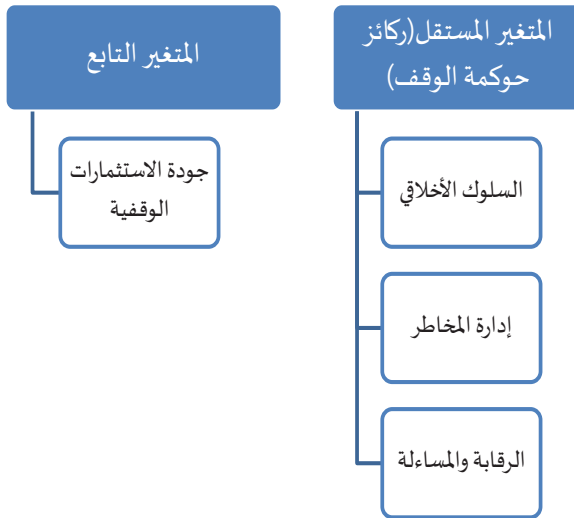 المتغير المستقل(ركائز
حوكمة الوقف)
السلوك الأخلاقي
إدارة المخاطر
الرقابة والمساءلة
المتغير التابع
جودة الاستثمارات
الوقفية